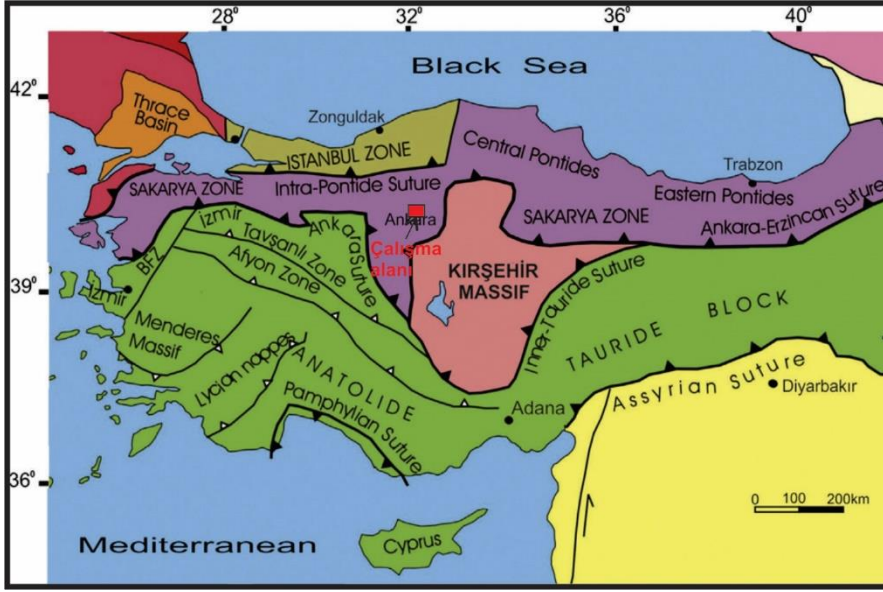 28°
32°
36°
40°
42°
39°
36°
Black Sea
Thrace
Basin
Zonguldak
ISTANBUL ZONE
Central Pontides
Trabzon
SAKARYA ZONE
Intra-Pontide Suture
Eastern Pontides
Ankara-Erzincan Suture
SAKARYA ZONE
Ankara
Çalışma
alanı
İzmir
Ankara Suture
Tavşanlı Zone
Afyon Zone
BFZ
İzmir
KIRŞEHİR
MASSIF
Inner-Tauride Suture
TAURIDE BLOCK
Menderes
Massif
Lycian nappes
ANATOLIDE
Pamphylian Suture
Adana
Assyrian Suture
Diyarbakır
0 100 200km
Mediterranean
Cyprus